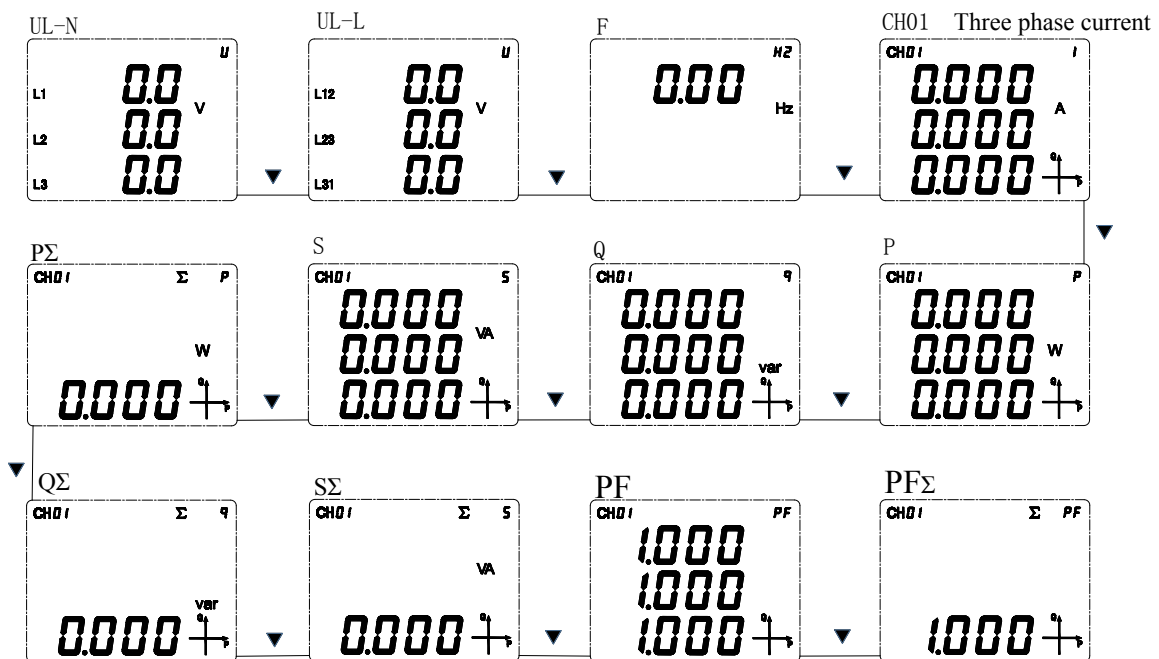 UL-N
U
L1 0.0
V
L2 0.0
L3 0.0
UL-L
U
L12 0.0
V
L23 0.0
L31 0.0
F
HZ
0.00
Hz
CH01 Three phase current
CH01 I
0.000
A
0.000
0.000
Q
P
PΣ
CH01 Σ P
W
0.000
Q
P
S
CH01 S
0.000
VA
0.000
0.000
Q
P
Q
CH01 q
0.000
0.000
var
0.000
Q
P
P
CH01 P
0.000
0.000 W
0.000
Q
P
QΣ
CH01 Σ q
var
0.000
Q
P
SΣ
CH01 Σ S
VA
0.000
Q
P
PF
CH01 PF
1.000
1.000
1.000
Q
P
PFΣ
CH01 Σ PF
1.000
Q
P